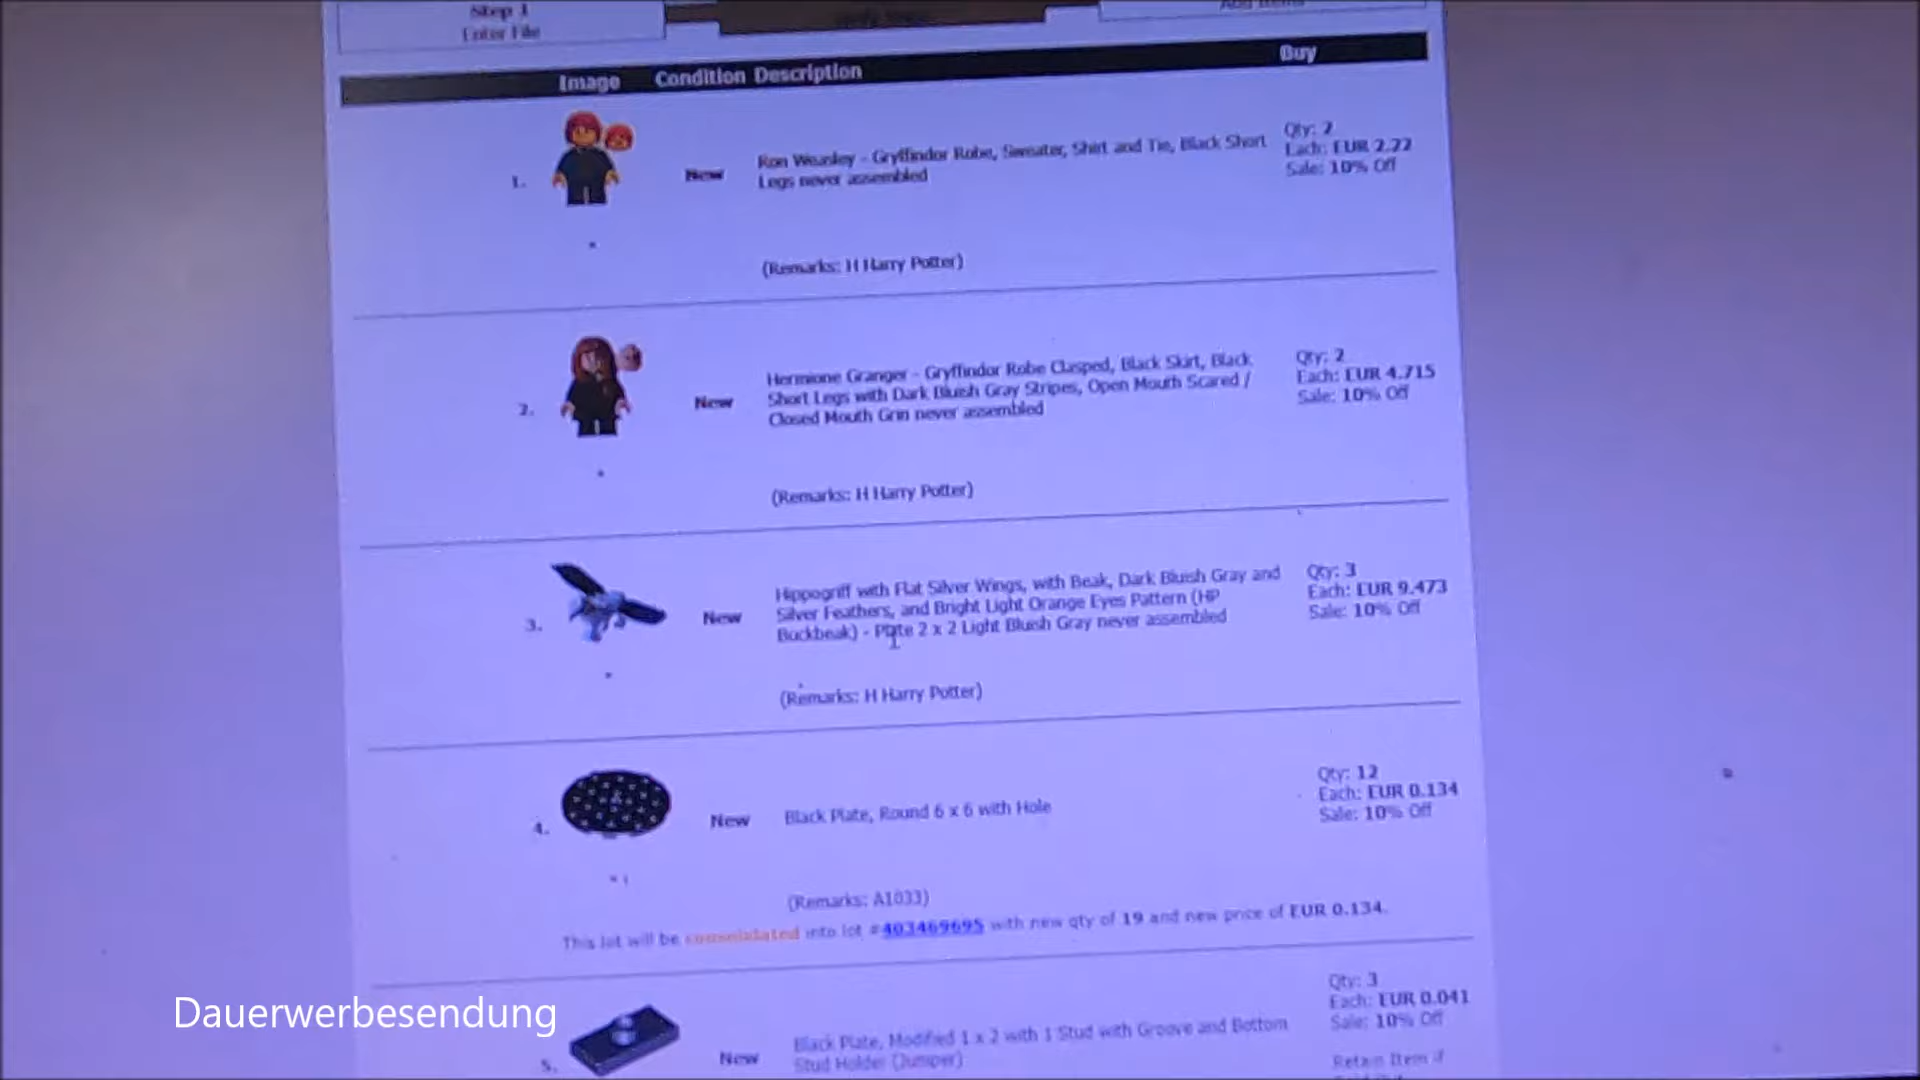 Step 1
Enter File
Add Items
Image Condition Description Buy
1. New Ron Weasley - Gryffindor Robe, Sweater, Shirt and Tie, Black Short
Legs never assembled
Qty: 2
Each: EUR 2.22
Sale: 10% Off
(Remarks: H Harry Potter)
2. New Hermione Granger - Gryffindor Robe Clasped, Black Skirt, Black
Short Legs with Dark Bluish Gray Stripes, Open Mouth Scared /
Closed Mouth Grin never assembled
Qty: 2
Each: EUR 4.715
Sale: 10% Off
(Remarks: H Harry Potter)
3. New Hippogriff with Flat Silver Wings, with Beak, Dark Bluish Gray and
Silver Feathers, and Bright Light Orange Eyes Pattern (HP
Buckbeak) - Plate 2 x 2 Light Bluish Gray never assembled
Qty: 3
Each: EUR 9.473
Sale: 10% Off
(Remarks: H Harry Potter)
4. New Black Plate, Round 6 x 6 with Hole
Qty: 12
Each: EUR 0.134
Sale: 10% Off
(Remarks: A1033)
This lot will be consolidated into lot #403469695 with new qty of 19 and new price of EUR 0.134.
5. New Black Plate, Modified 1 x 2 with 1 Stud with Groove and Bottom
Stud Holder (Jumper)
Qty: 3
Each: EUR 0.041
Sale: 10% Off
Retain Item if
Dauerwerbesendung